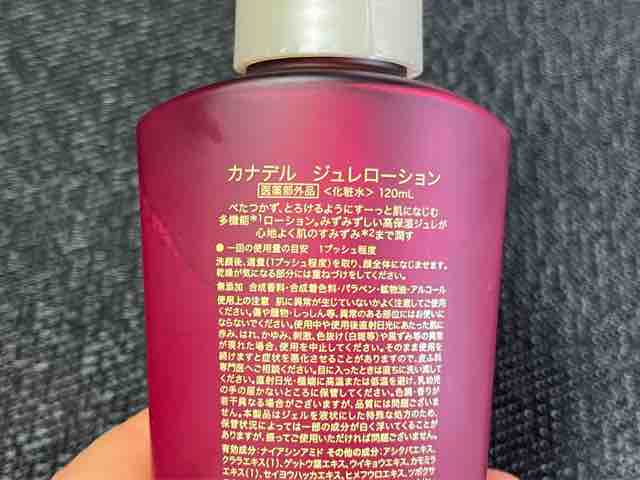 カナデル ジュレローション
医薬部外品 <化粧水> 120mL
べたつかず、とろけるようにすーっと肌になじむ
多機能*1ローション。みずみずしい高保湿ジュレが
心地よく肌のすみずみ*2まで潤す
●一回の使用量の目安 1プッシュ程度
洗顔後、適量(1プッシュ程度)を取り、顔全体になじませます。
乾燥が気になる部分には重ねづけをしてください。
無添加 合成香料・合成着色料・パラベン・鉱物油・アルコール
使用上の注意 肌に異常が生じていないかよく注意してご使用
ください。傷や腫物・しっしん等、異常のある部位にはお使いに
ならないでください。使用中や使用後直射日光にあたった肌に
赤み、はれ、かゆみ、刺激、色抜け(白斑等)や黒ずみ等の異常
が現れた場合、使用を中止してください。そのまま使用を
続けますと症状を悪化させることがありますので、皮ふ科
専門医へご相談ください。目に入ったときは直ちに洗い流して
ください。直射日光・極端に高温または低温を避け、乳幼児
の手の届かないところに保管してください。色調・香りが
若干異なる場合がございますが、品質には問題ございま
せん。本製品はジェルを液状にした特殊な処方のため、
保管状況によっては一部の成分が白く浮いてくることが
ありますが、振ってご使用いただければ問題ございません。
有効成分:ナイアシンアミド その他の成分:アシタバエキス、
クララエキス(1)、ゲットウ葉エキス、ウイキョウエキス、カモミラ
エキス(1)、セイヨウハッカエキス、ヒメフウロエキス、ツボクサ